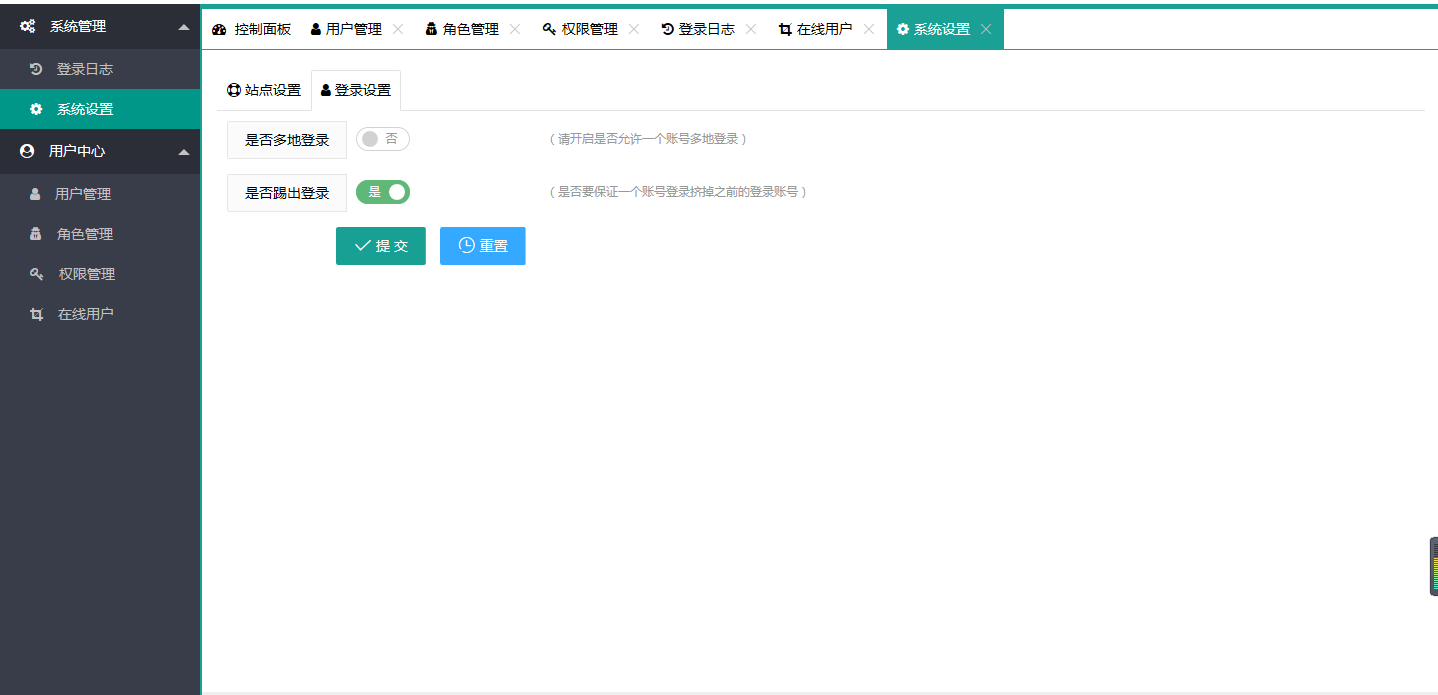 系统管理
登录日志
系统设置
用户中心
用户管理
角色管理
权限管理
在线用户
控制面板 用户管理 角色管理 权限管理 登录日志 在线用户 系统设置
站点设置 登录设置
是否多地登录 否 （请开启是否允许一个账号多地登录）
是否踢出登录 是 （是否要保证一个账号登录挤掉之前的登录账号）
提 交 重置